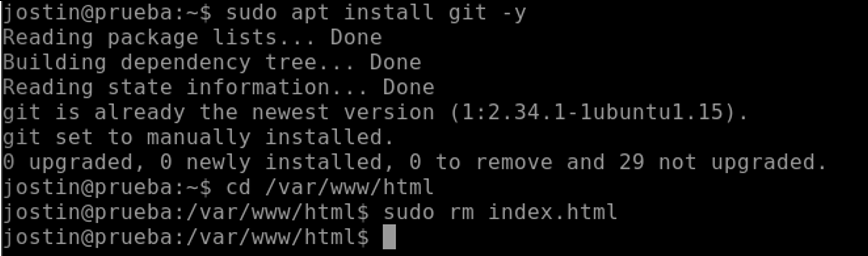 jostin@prueba:~$ sudo apt install git -y
Reading package lists... Done
Building dependency tree... Done
Reading state information... Done
git is already the newest version (1:2.34.1-1ubuntu1.15).
git set to manually installed.
0 upgraded, 0 newly installed, 0 to remove and 29 not upgraded.
jostin@prueba:~$ cd /var/www/html
jostin@prueba:/var/www/html$ sudo rm index.html
jostin@prueba:/var/www/html$